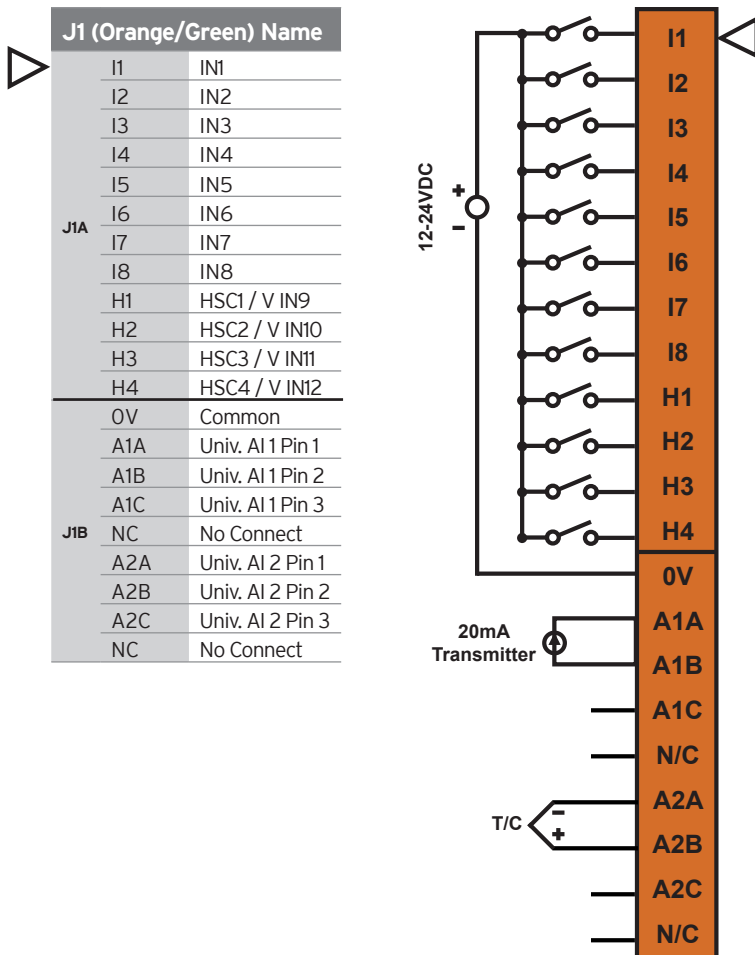 J1 (Orange/Green) Name
J1A
I1 IN1
I2 IN2
I3 IN3
I4 IN4
I5 IN5
I6 IN6
I7 IN7
I8 IN8
H1 HSC1 / V IN9
H2 HSC2 / V IN10
H3 HSC3 / V IN11
H4 HSC4 / V IN12
J1B
0V Common
A1A Univ. AI 1 Pin 1
A1B Univ. AI 1 Pin 2
A1C Univ. AI 1 Pin 3
NC No Connect
A2A Univ. AI 2 Pin 1
A2B Univ. AI 2 Pin 2
A2C Univ. AI 2 Pin 3
NC No Connect
12-24VDC
+
-
20mA
Transmitter
T/C
-
+
I1
I2
I3
I4
I5
I6
I7
I8
H1
H2
H3
H4
0V
A1A
A1B
A1C
N/C
A2A
A2B
A2C
N/C